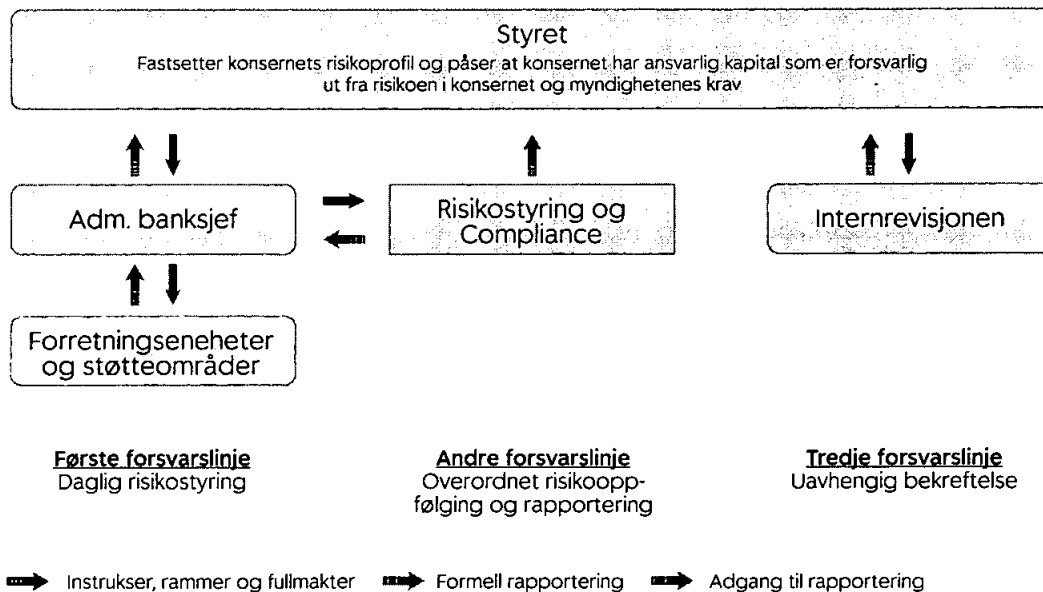 Styret
Fastsetter konsernets risikoprofil og påser at konsernet har ansvarlig kapital som er forsvarlig
ut fra risikoen i konsernet og myndighetenes krav
Adm. banksjef
Risikostyring og
Compliance
Internrevisjonen
Forretningseneheter
og støtteområder
Første forsvarslinje
Daglig risikostyring
Andre forsvarslinje
Overordnet risikoopp-
følging og rapportering
Tredje forsvarslinje
Uavhengig bekreftelse
Instrukser, rammer og fullmakter
Formell rapportering
Adgang til rapportering